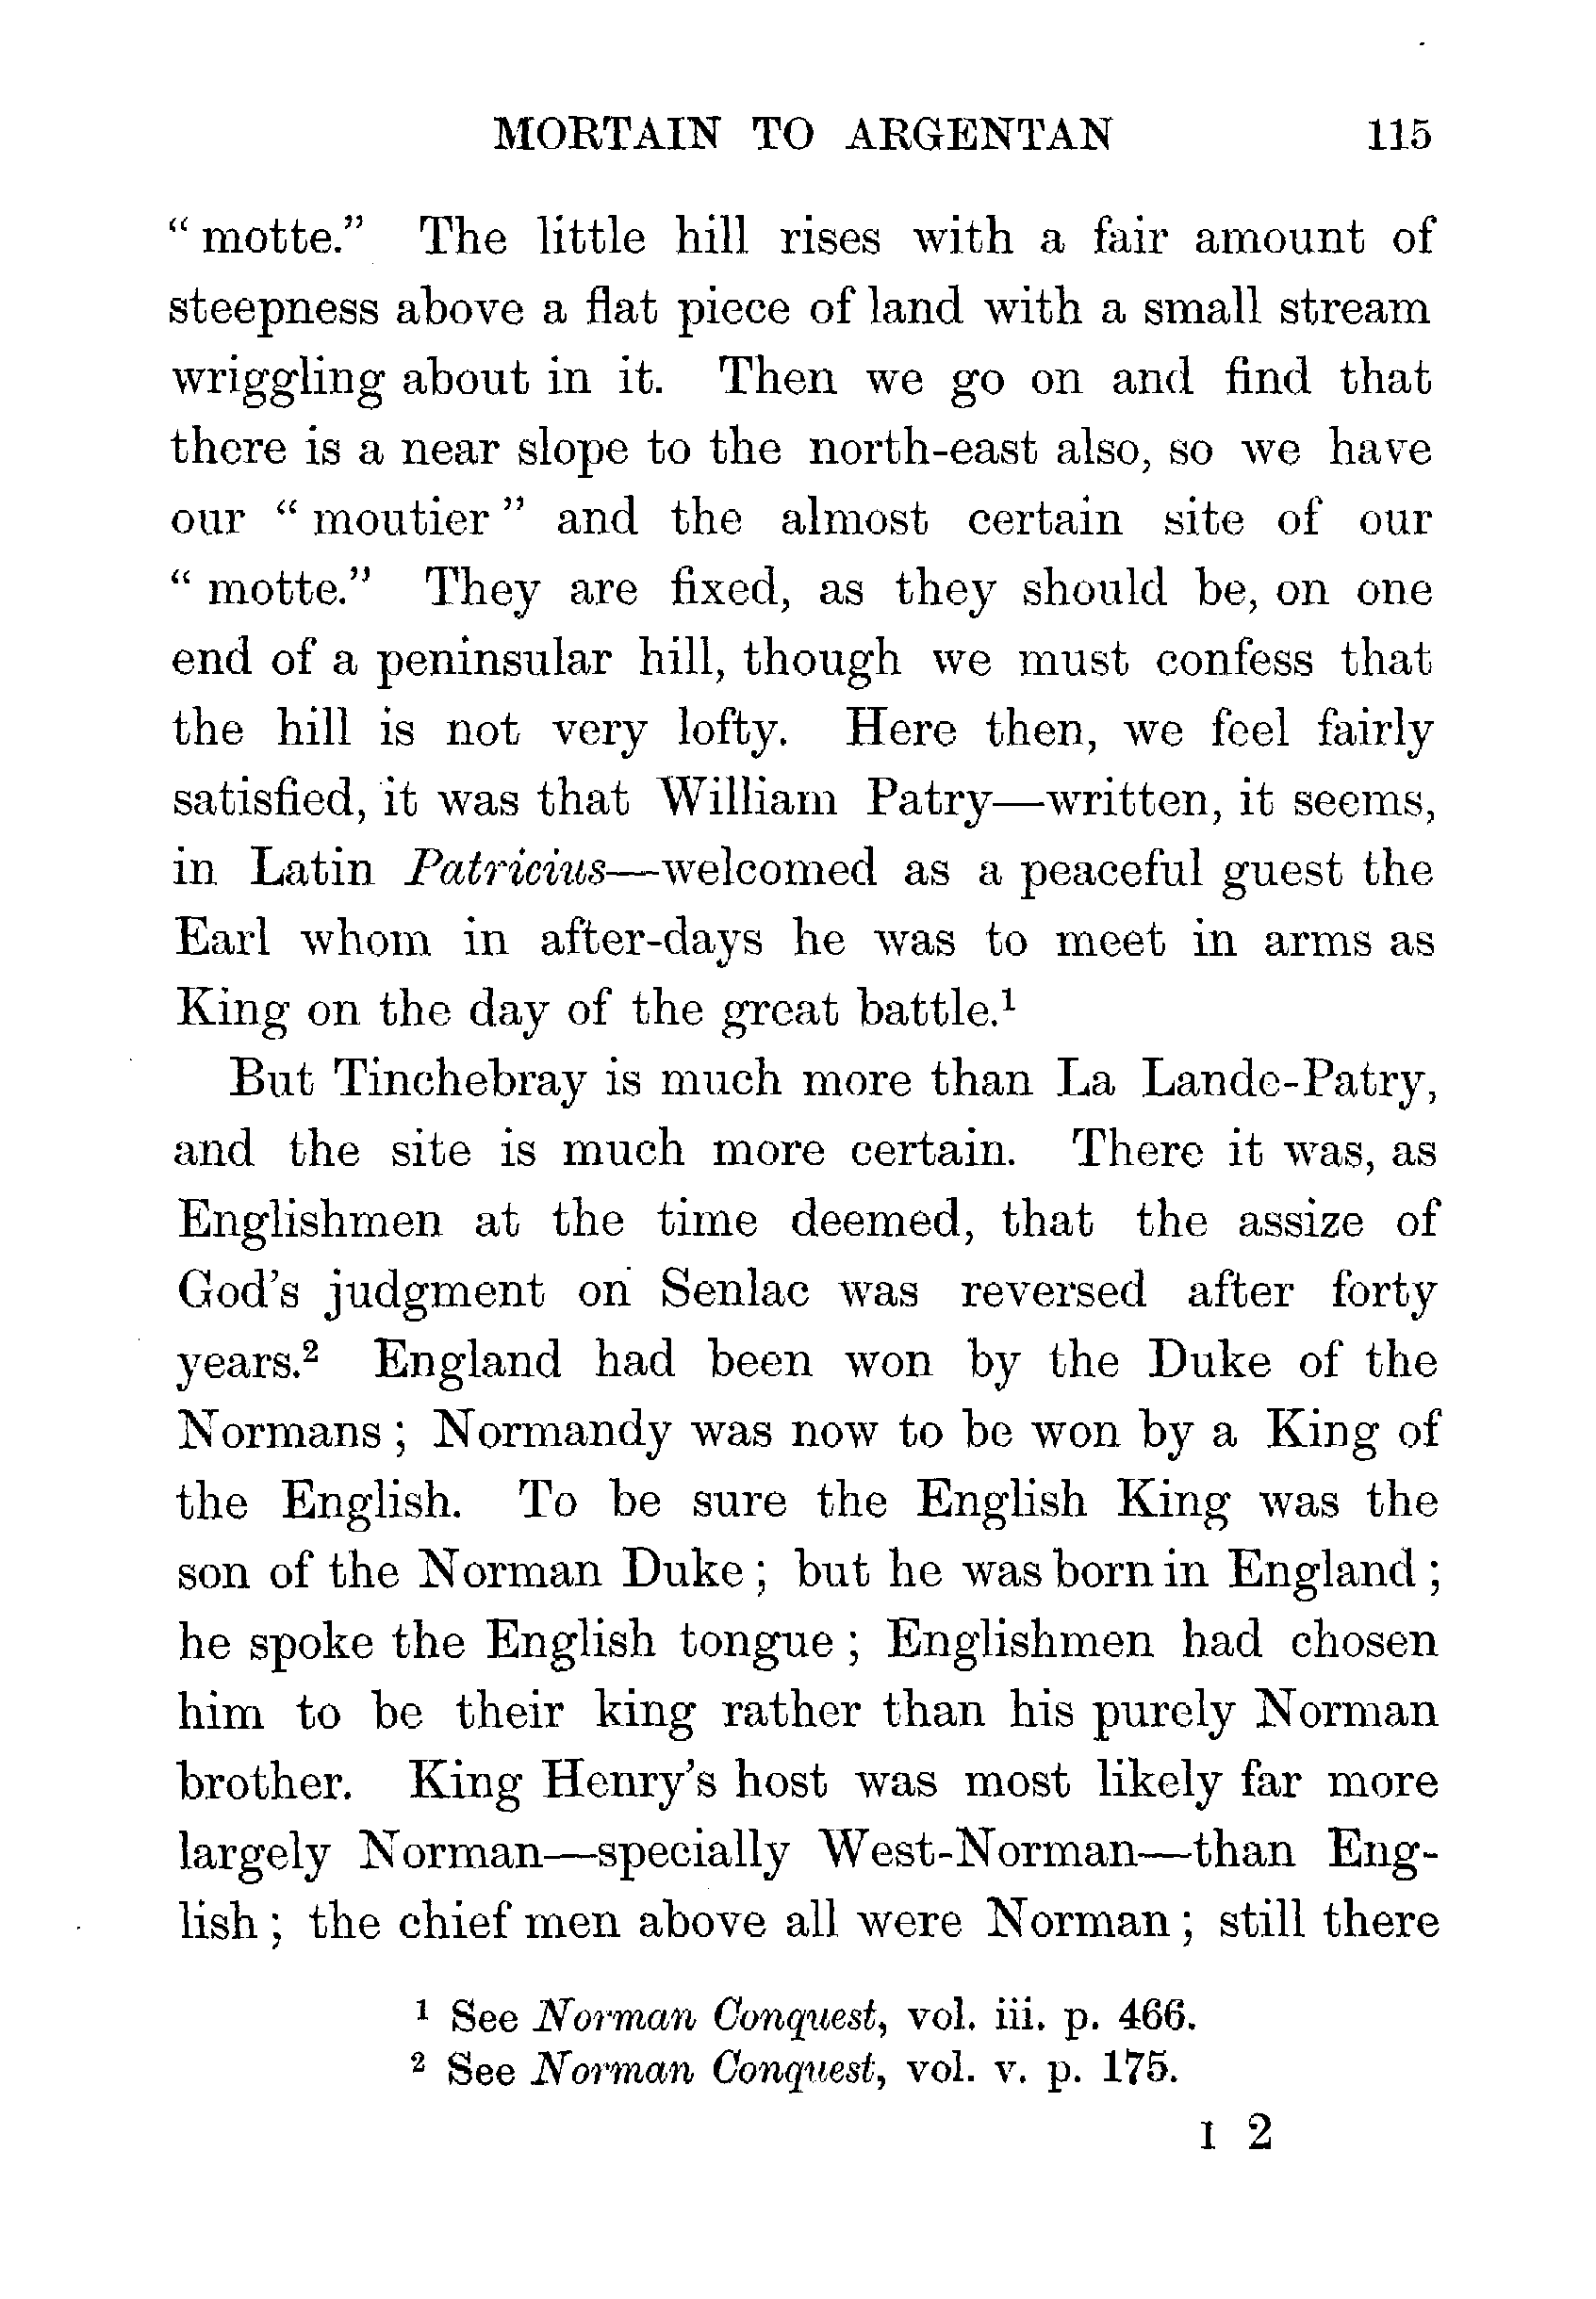 MORTAIN TO ARGENTAN 115
“ motte.” The little hill rises with a fair amount of
steepness above a flat piece of land with a small stream
wriggling about in it. Then we go on and find that
there is a near slope to the north-east also, so we have
our “ moutier ” and the almost certain site of our
“ motte.” They are fixed, as they should be, on one
end of a peninsular hill, though we must confess that
the hill is not very lofty. Here then, we feel fairly
satisfied, it was that William Patry—written, it seems,
in Latin Patricius—welcomed as a peaceful guest the
Earl whom in after-days he was to meet in arms as
King on the day of the great battle.¹
But Tinchebray is much more than La Lande-Patry,
and the site is much more certain. There it was, as
Englishmen at the time deemed, that the assize of
God’s judgment on Senlac was reversed after forty
years.² England had been won by the Duke of the
Normans ; Normandy was now to be won by a King of
the English. To be sure the English King was the
son of the Norman Duke ; but he was born in England ;
he spoke the English tongue ; Englishmen had chosen
him to be their king rather than his purely Norman
brother. King Henry’s host was most likely far more
largely Norman—specially West-Norman—than Eng-
lish ; the chief men above all were Norman ; still there
¹ See Norman Conquest, vol. iii. p. 466.
² See Norman Conquest, vol. v. p. 175.
I 2